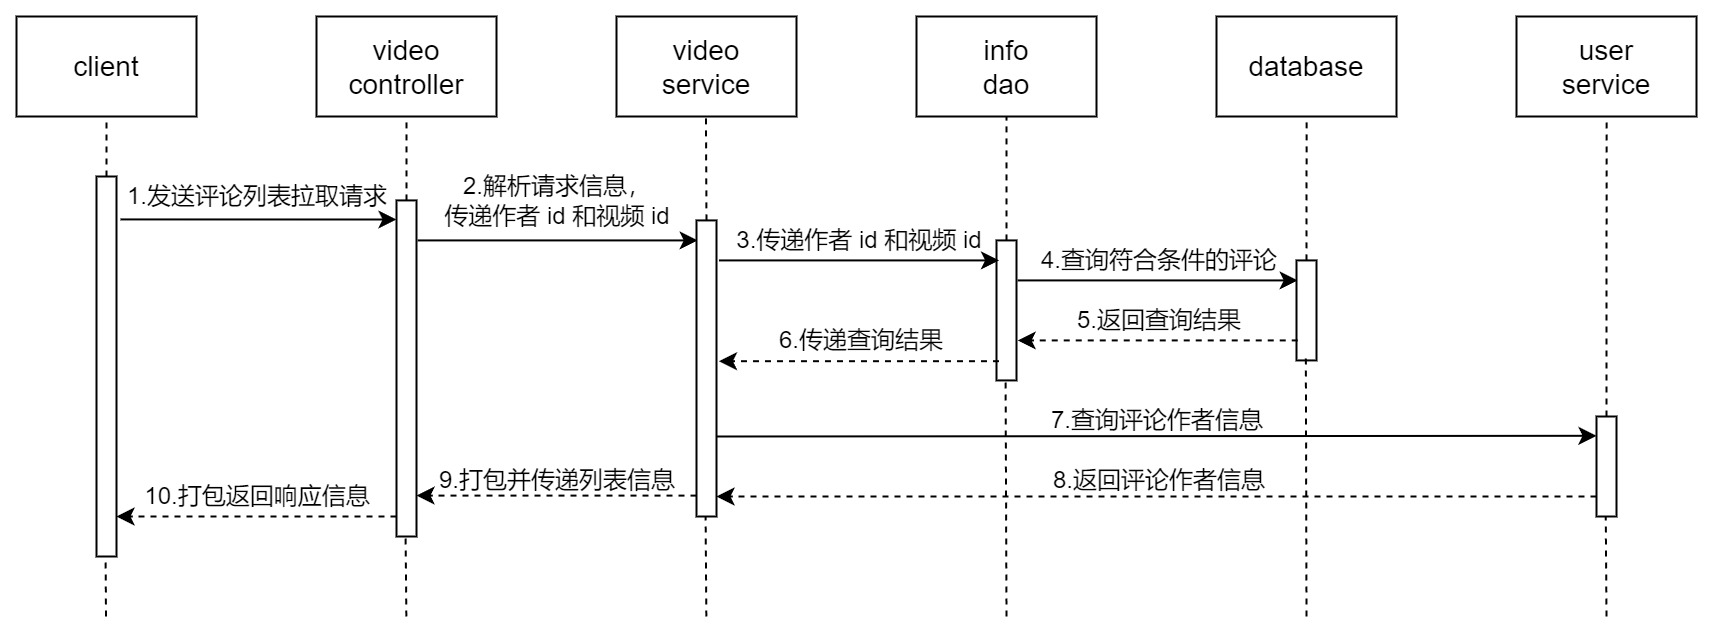 client
video
controller
video
service
info
dao
database
user
service
1.发送评论列表拉取请求
2.解析请求信息，
传递作者 id 和视频 id
3.传递作者 id 和视频 id
4.查询符合条件的评论
5.返回查询结果
6.传递查询结果
7.查询评论作者信息
8.返回评论作者信息
9.打包并传递列表信息
10.打包返回响应信息